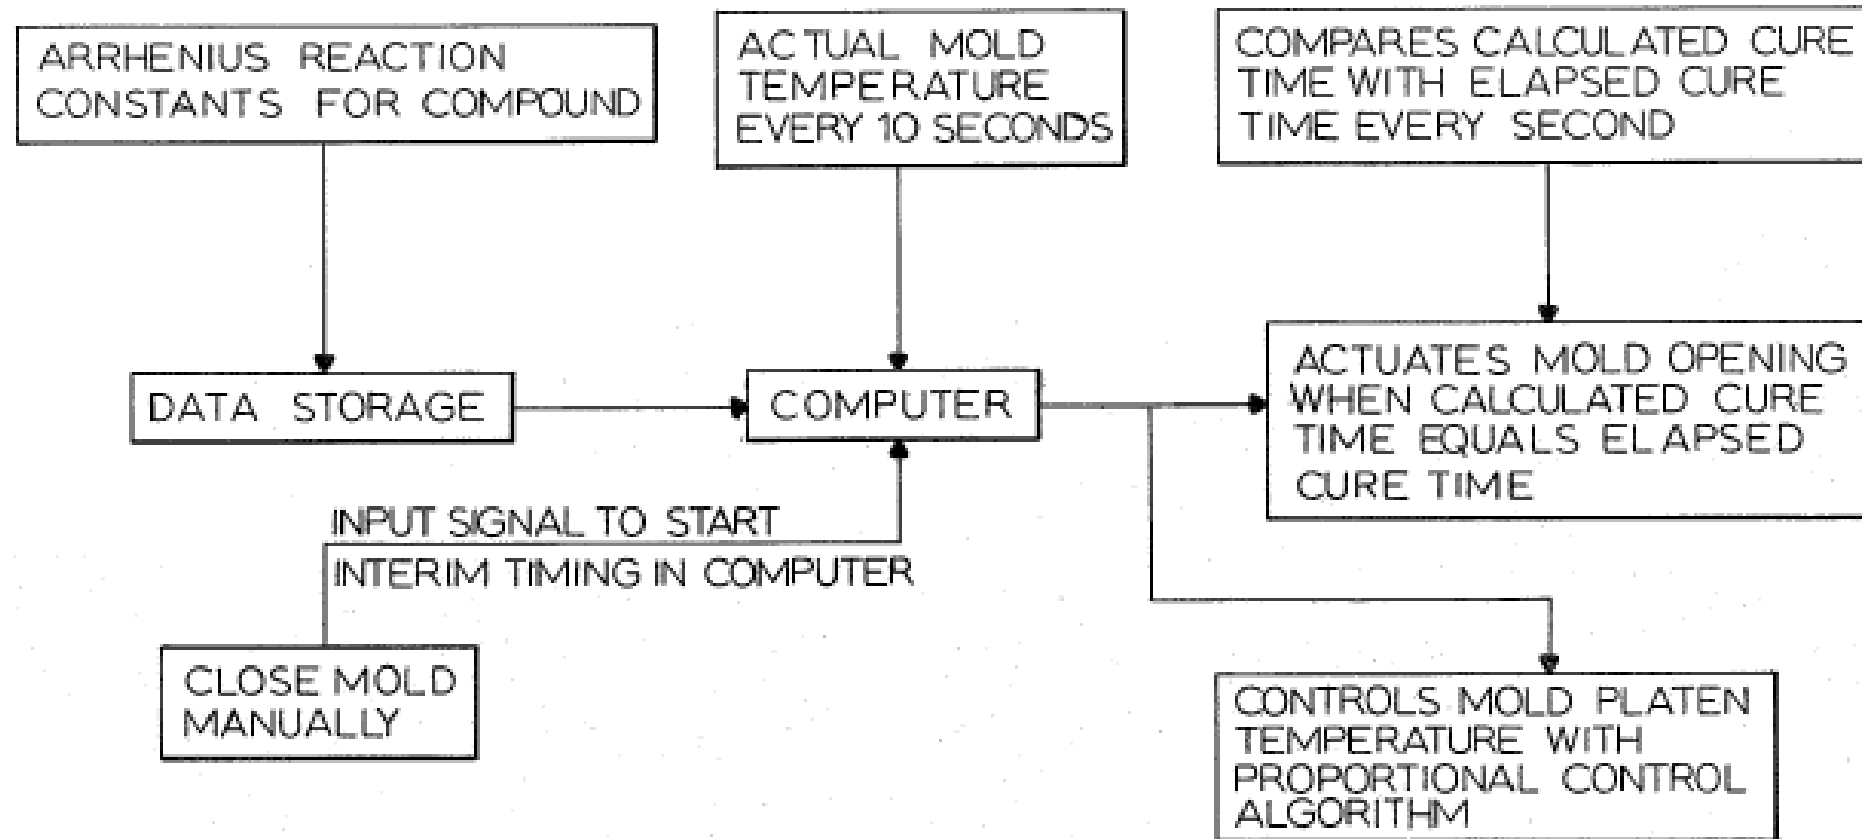 ARRHENIUS REACTION
CONSTANTS FOR COMPOUND
ACTUAL MOLD
TEMPERATURE
EVERY 10 SECONDS
COMPARES CALCULATED CURE
TIME WITH ELAPSED CURE
TIME EVERY SECOND
DATA STORAGE
COMPUTER
ACTUATES MOLD OPENING
WHEN CALCULATED CURE
TIME EQUALS ELAPSED
CURE TIME
INPUT SIGNAL TO START
INTERIM TIMING IN COMPUTER
CLOSE MOLD
MANUALLY
CONTROLS MOLD PLATEN
TEMPERATURE WITH
PROPORTIONAL CONTROL
ALGORITHM